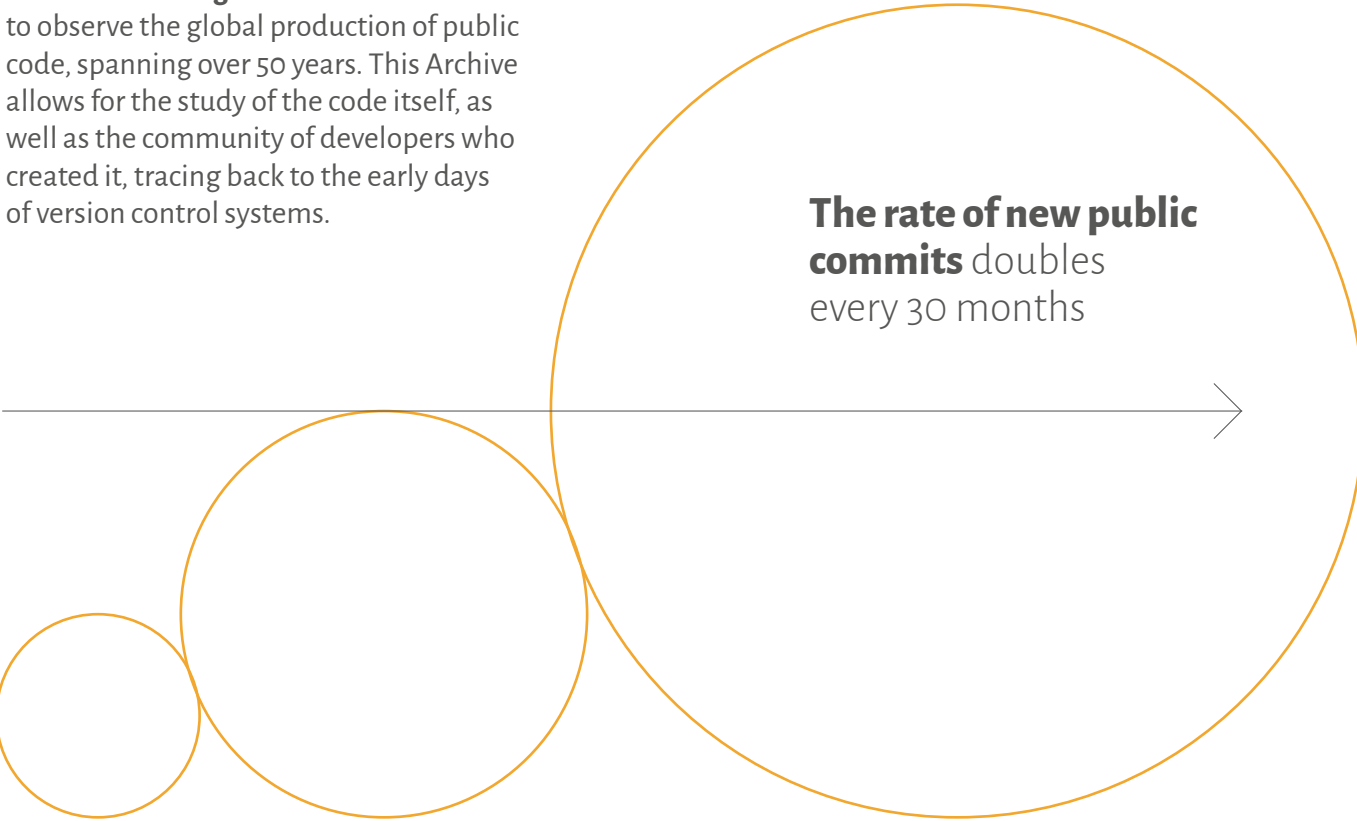 to observe the global production of public
code, spanning over 50 years. This Archive
allows for the study of the code itself, as
well as the community of developers who
created it, tracing back to the early days
of version control systems.
The rate of new public
commits doubles
every 30 months